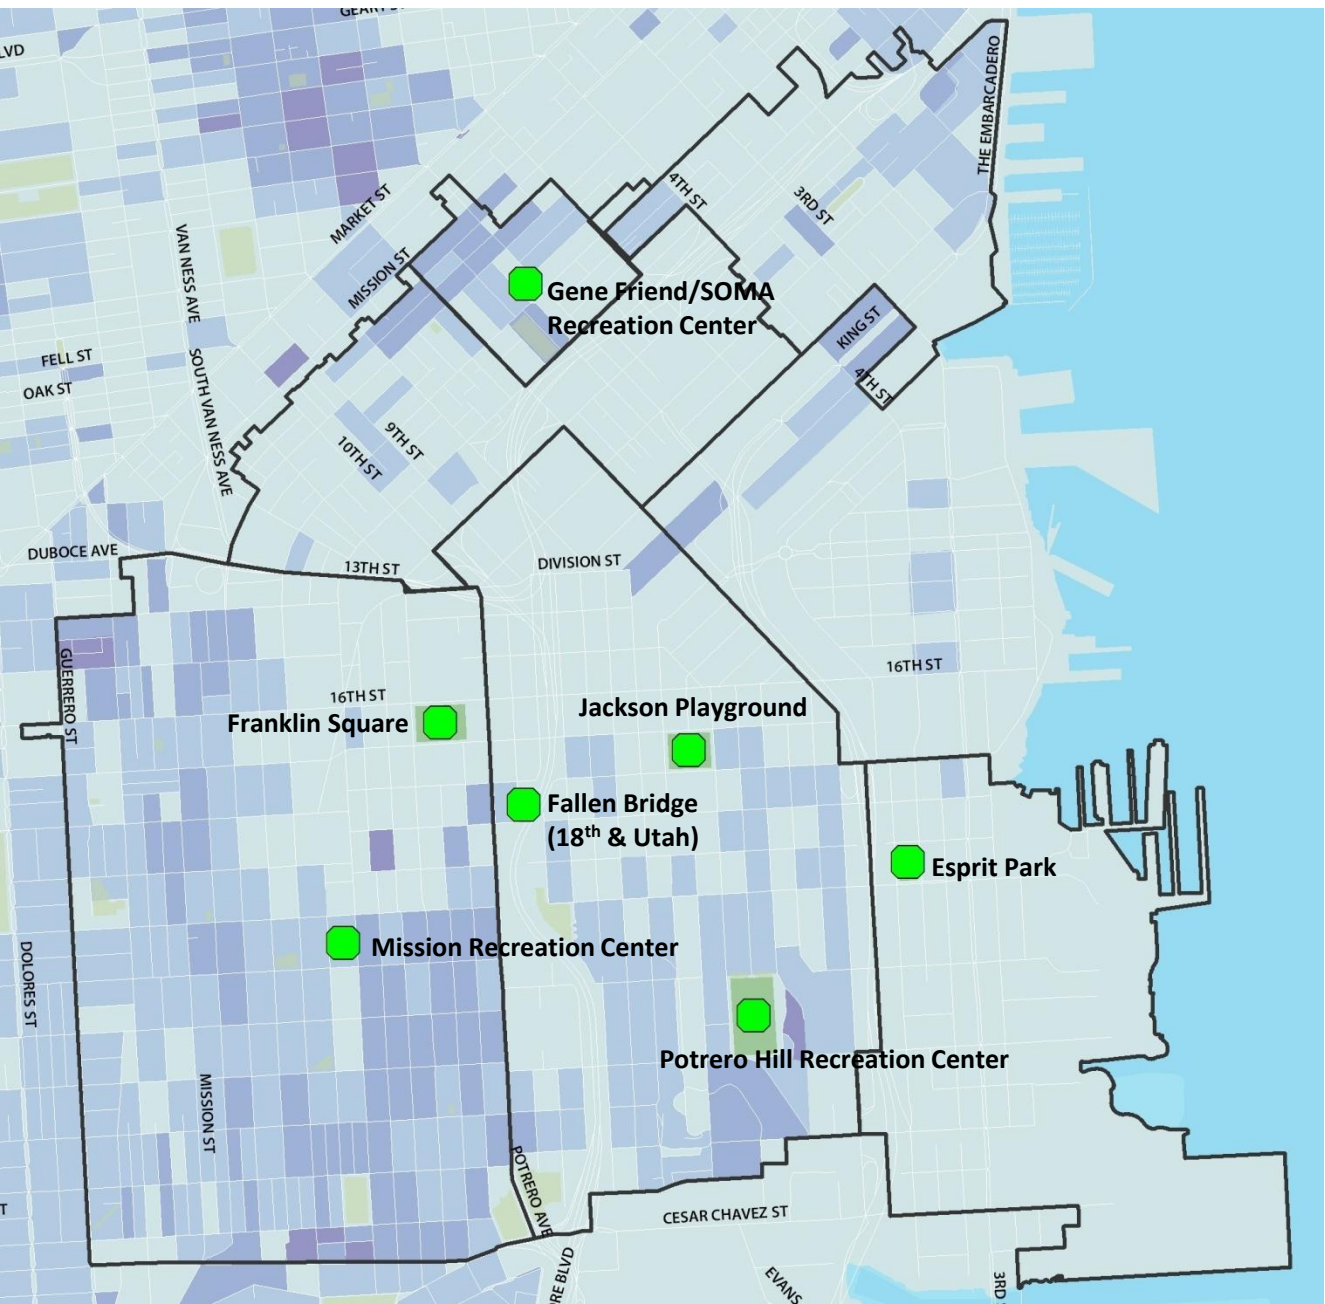 GEARY
LVD
THE EMBARCADERO
4TH ST
3RD ST
MARKET ST
VAN NESS AVE
MISSION ST
Gene Friend/SOMA
Recreation Center
KING ST
FELL ST
OAK ST
4TH ST
SOUTH VAN NESS AVE
9TH ST
10TH ST
DUBOCE AVE
13TH ST
DIVISION ST
GUERRERO ST
16TH ST
16TH ST
Franklin Square
Jackson Playground
Fallen Bridge
(18th & Utah)
Esprit Park
DOLORES ST
Mission Recreation Center
Potrero Hill Recreation Center
MISSION ST
POTRERO AVE
T
CESAR CHAVEZ ST
RE BLVD
EVANS
3RD